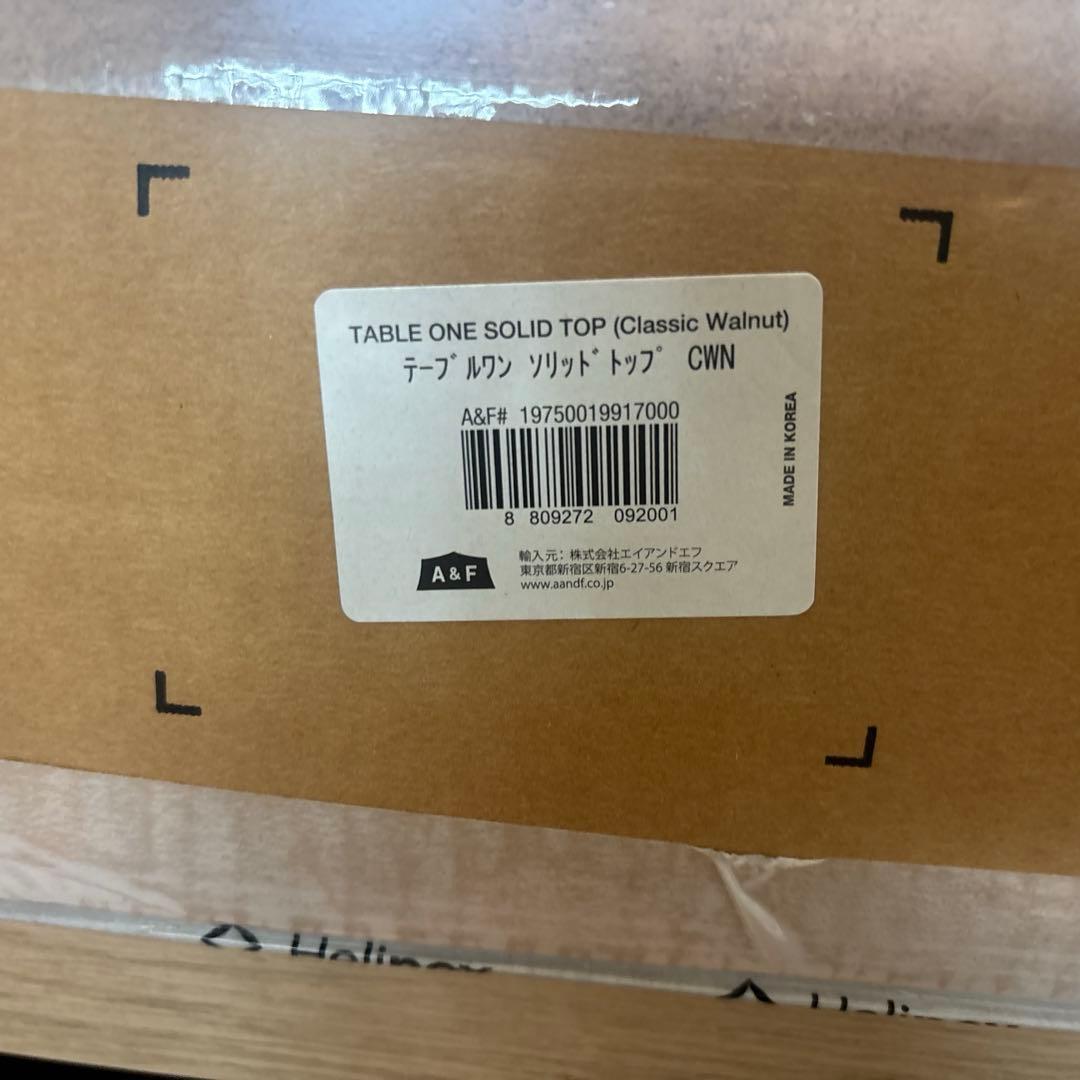 TABLE ONE SOLID TOP (Classic Walnut)
ﾃｰﾌﾞﾙﾜﾝ ｿﾘｯﾄﾞﾄｯﾌﾟ CWN
A&F# 19750019917000
8 809272 092001
MADE IN KOREA
A & F
輸入元：株式会社エイアンドエフ
東京都新宿区新宿6-27-56 新宿スクエア
www.aandf.co.jp
Helinox
Helinox